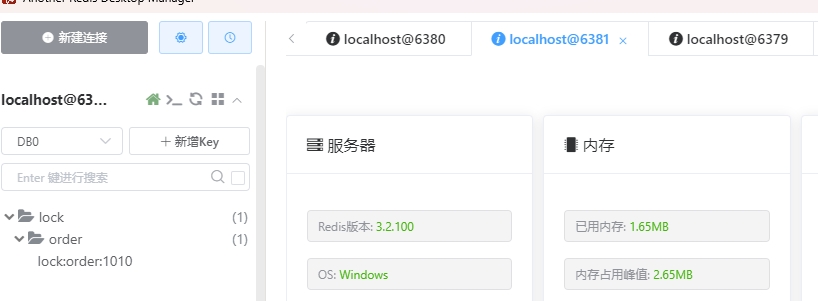 Another Redis Desktop Manager
新建连接
localhost@6380
localhost@6381
localhost@6379
localhost@63...
DB0
新增Key
Enter 键进行搜索
lock (1)
order (1)
lock:order:1010
服务器
Redis版本: 3.2.100
OS: Windows
内存
已用内存: 1.65MB
内存占用峰值: 2.65MB